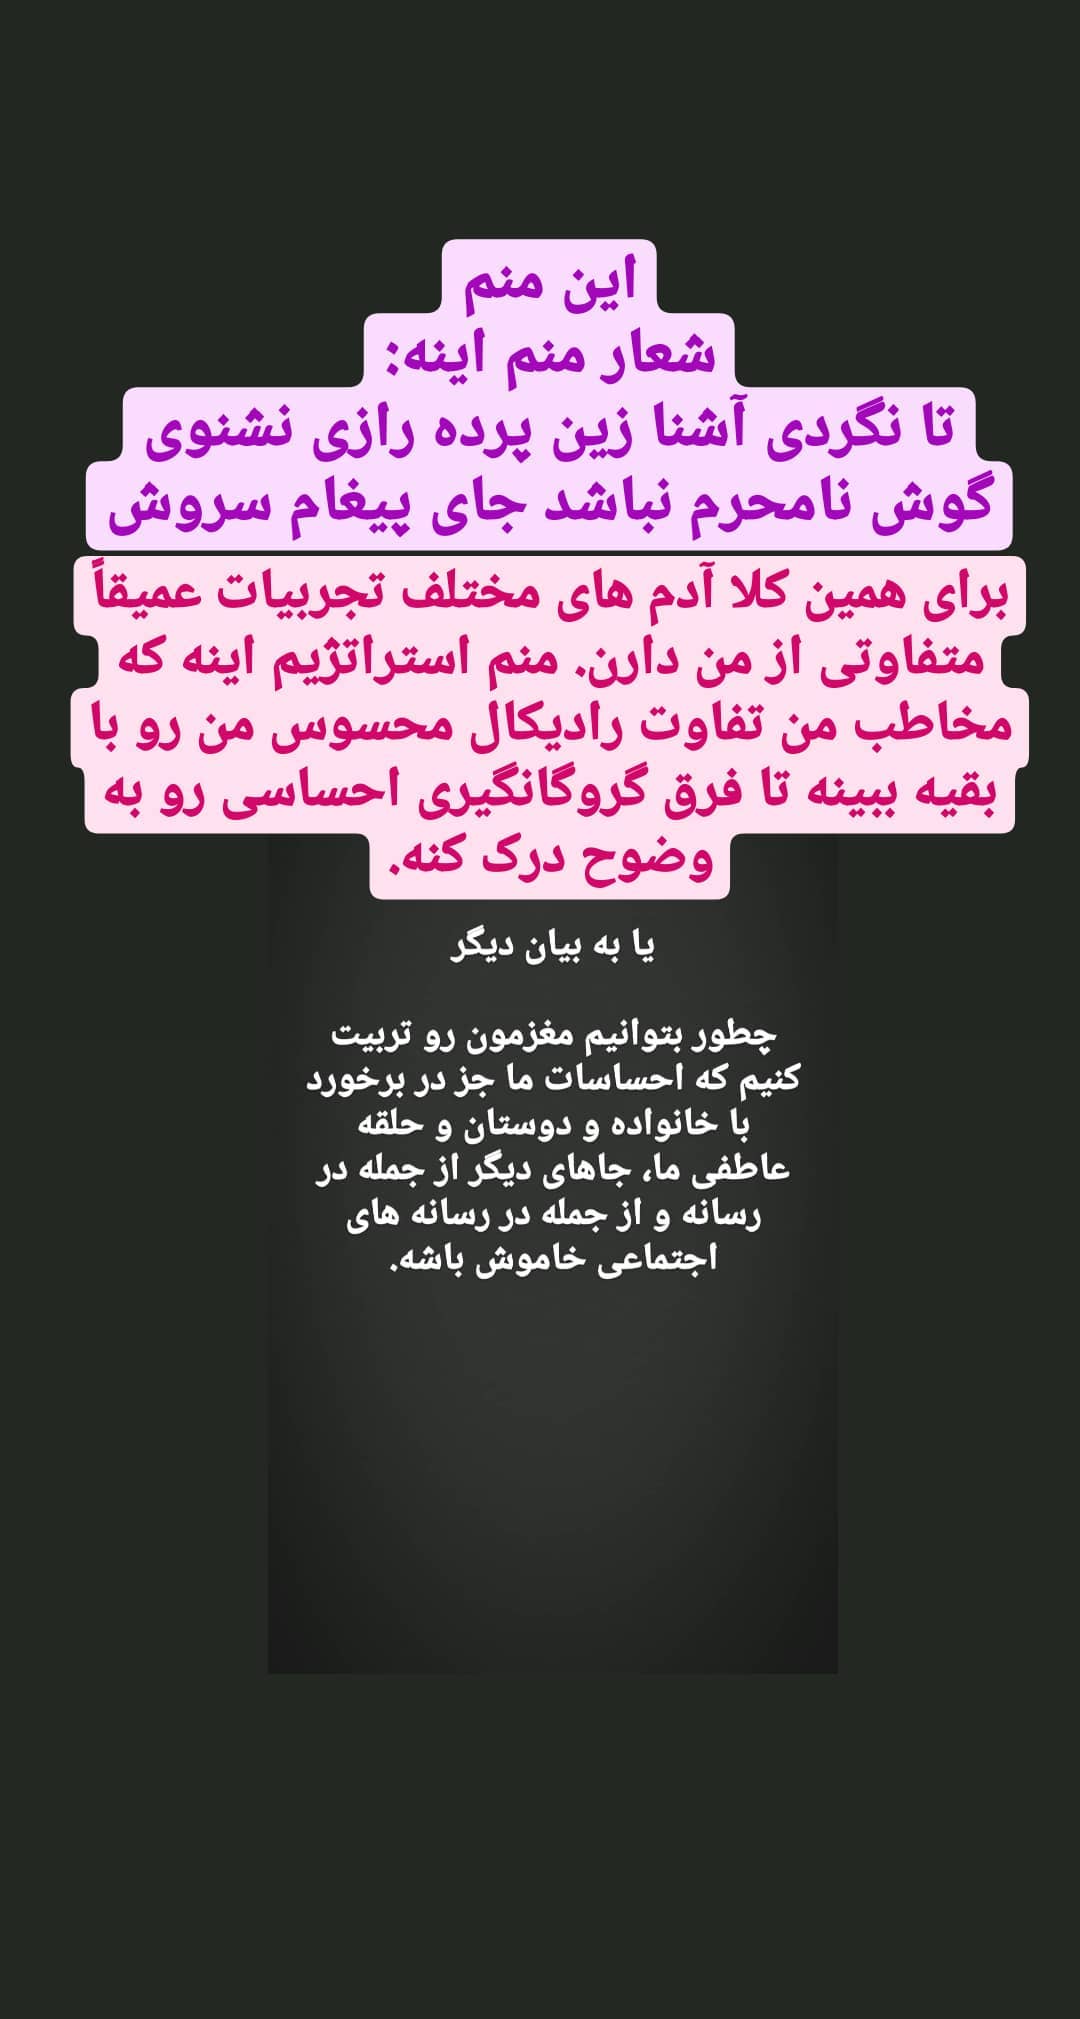 این منم
شعار منم اینه:
تا نگردی آشنا زین پرده رازی نشنوی
گوش نامحرم نباشد جای پیغام سروش
برای همین کلا آدم های مختلف تجربیات عمیقاً
متفاوتی از من دارن. منم استراتژیم اینه که
مخاطب من تفاوت رادیکال محسوس من رو با
بقیه ببینه تا فرق گروگانگیری احساسی رو به
وضوح درک کنه.
یا به بیان دیگر
چطور بتوانیم مغزمون رو تربیت
کنیم که احساسات ما جز در برخورد
با خانواده و دوستان و حلقه
عاطفی ما، جاهای دیگر از جمله در
رسانه و از جمله در رسانه های
اجتماعی خاموش باشه.